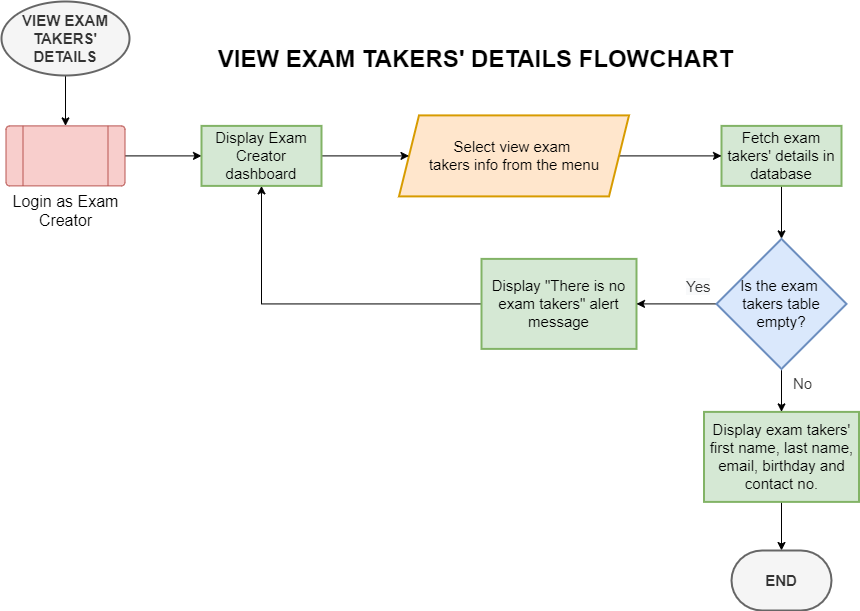 VIEW EXAM
TAKERS'
DETAILS
VIEW EXAM TAKERS' DETAILS FLOWCHART
Login as Exam
Creator
Display Exam
Creator
dashboard
Select view exam
takers info from the menu
Fetch exam
takers' details in
database
Is the exam
takers table
empty?
Yes
Display "There is no
exam takers" alert
message
No
Display exam takers'
first name, last name,
email, birthday and
contact no.
END